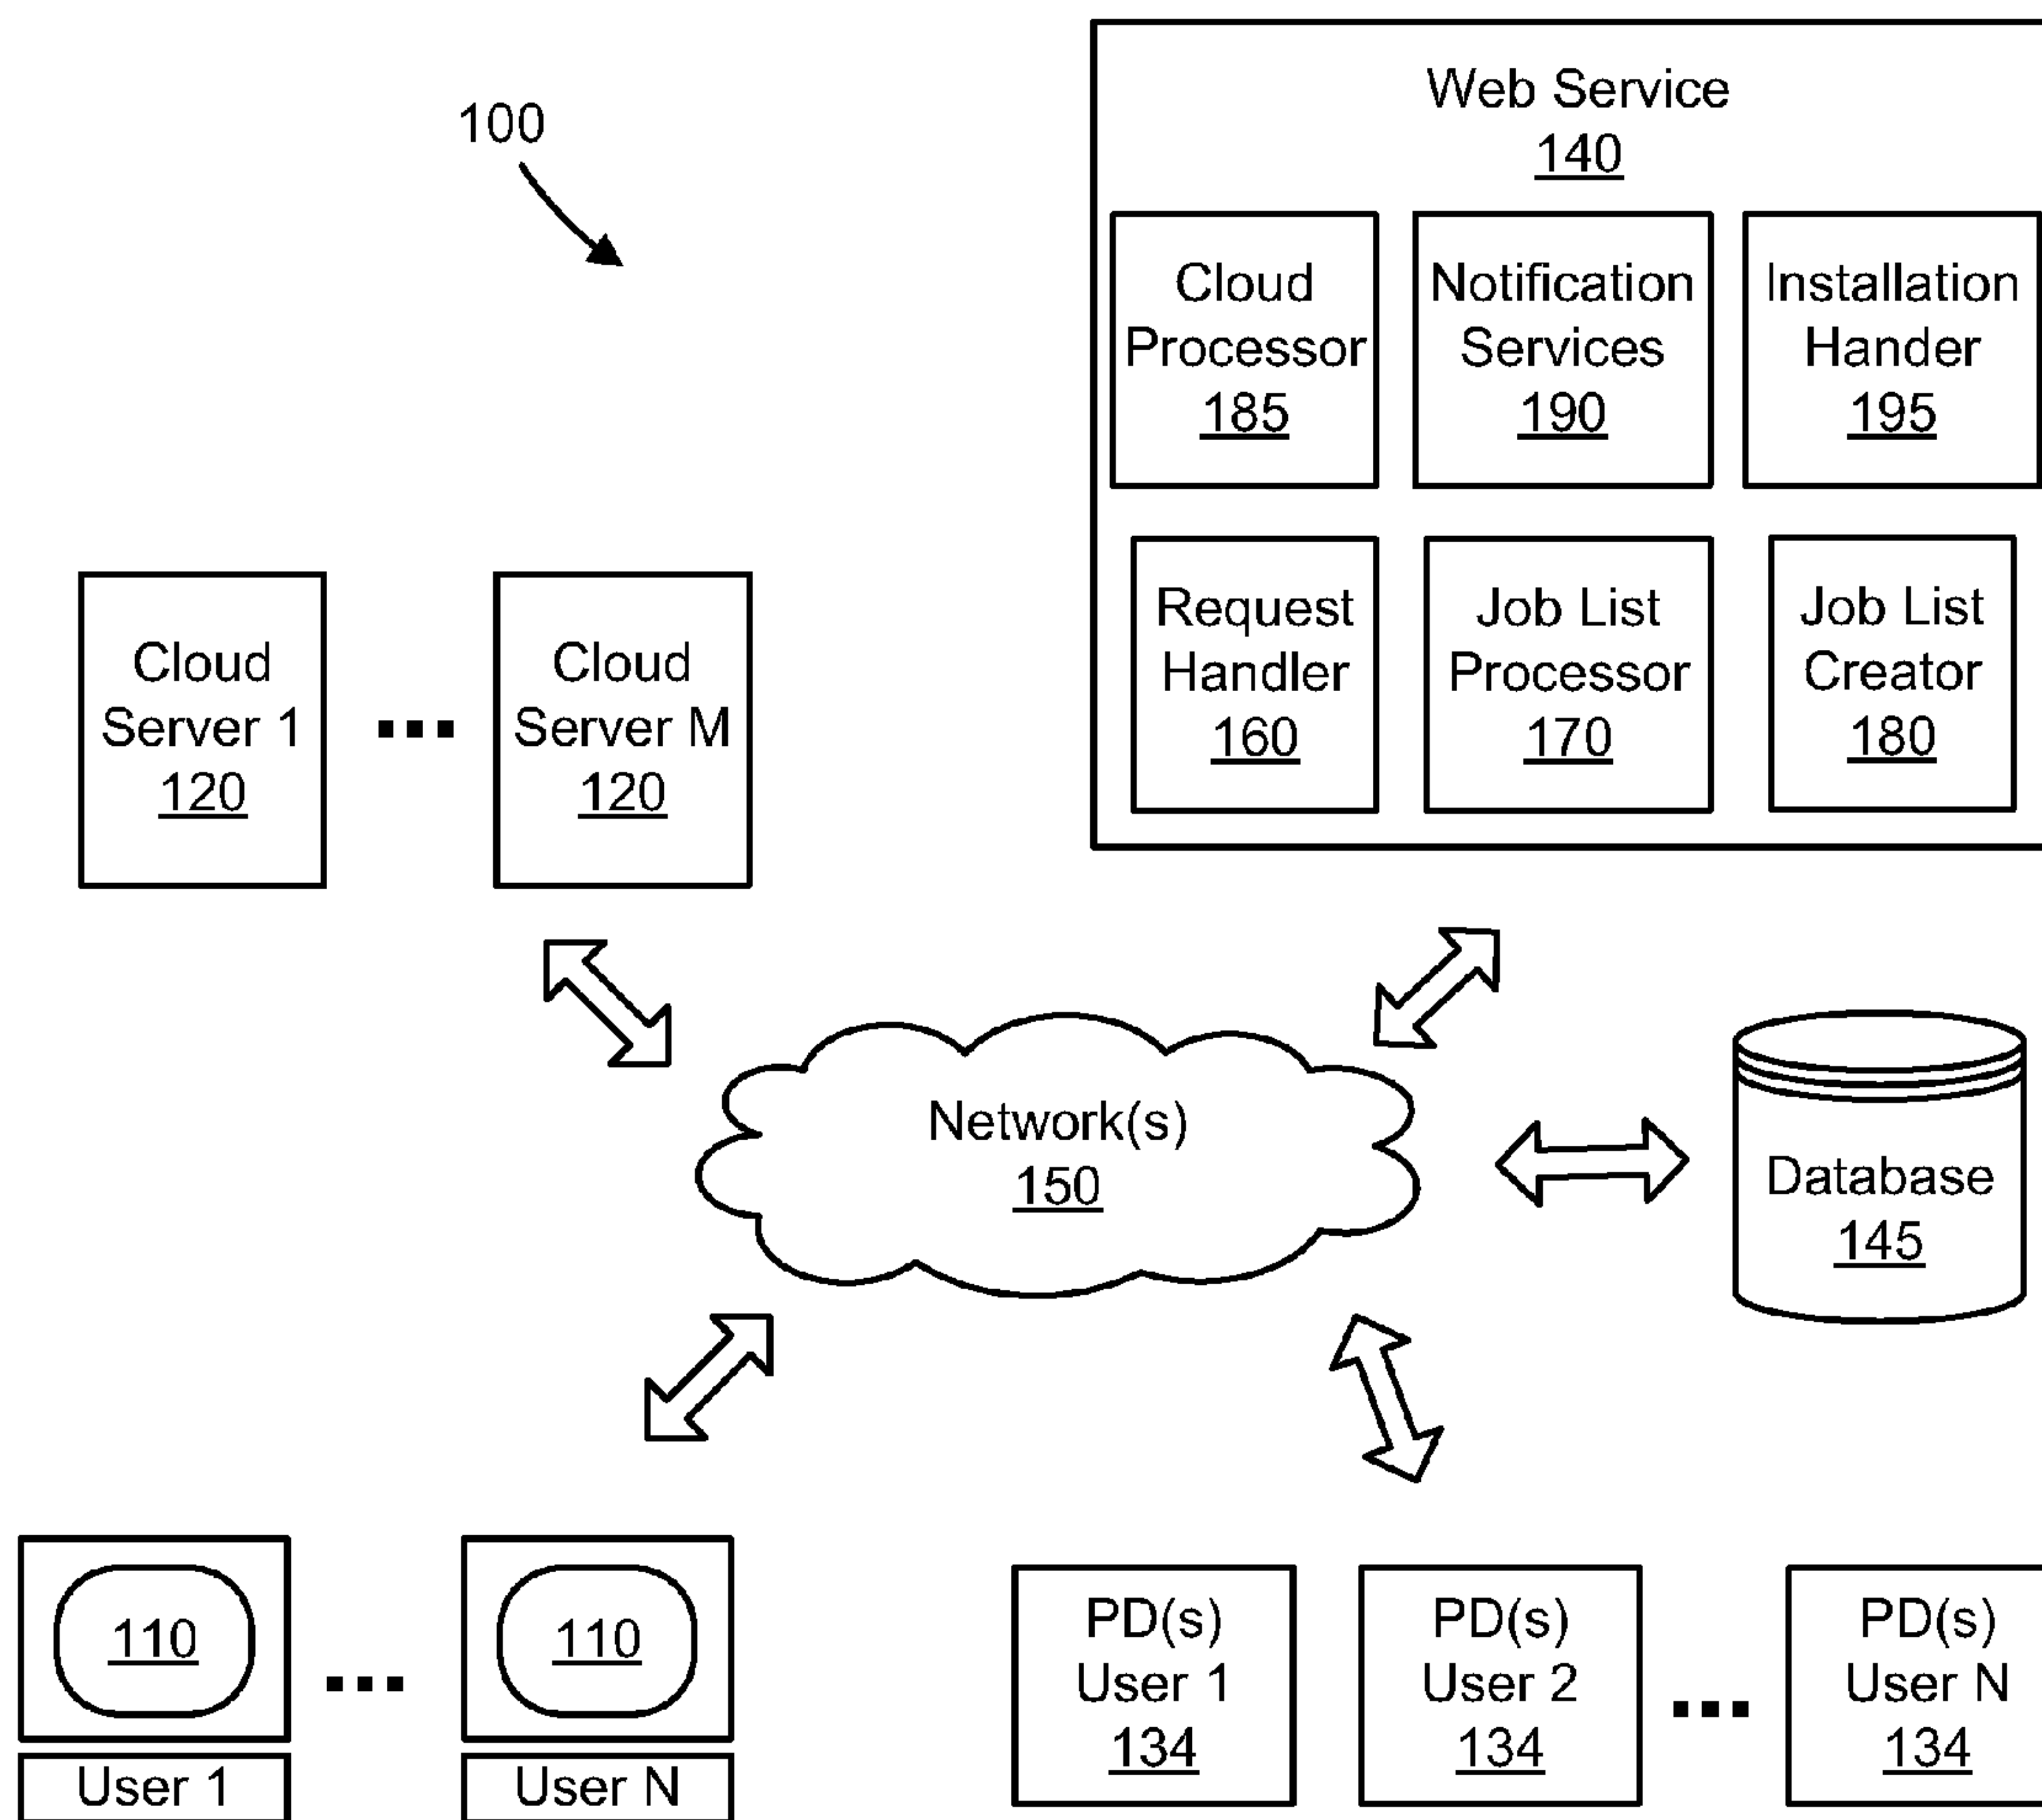 100
Web Service
140
Cloud
Processor
185
Notification
Services
190
Installation
Hander
195
Request
Handler
160
Job List
Processor
170
Job List
Creator
180
Cloud
Server 1
120
...
Cloud
Server M
120
Network(s)
150
Database
145
110
...
110
User 1
User N
PD(s)
User 1
134
PD(s)
User 2
134
...
PD(s)
User N
134